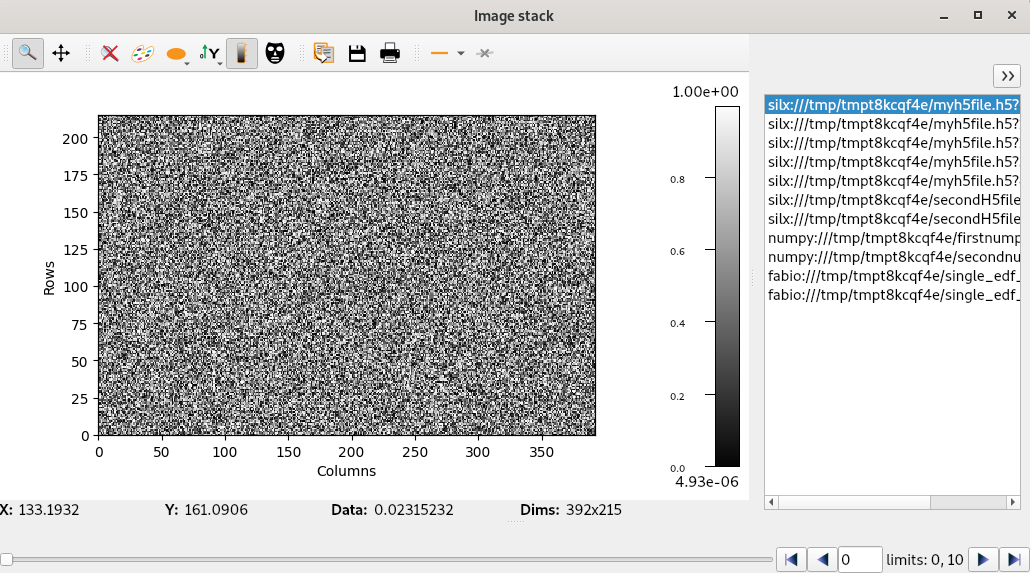 Image stack
Y
1.00e+00
200
175
150
125
100
75
50
25
0
Rows
0 50 100 150 200 250 300 350
Columns
0.8
0.6
0.4
0.2
0.0
4.93e-06
X: 133.1932 Y: 161.0906 Data: 0.02315232 Dims: 392x215
silx:///tmp/tmpt8kcqf4e/myh5file.h5?
silx:///tmp/tmpt8kcqf4e/myh5file.h5?
silx:///tmp/tmpt8kcqf4e/myh5file.h5?
silx:///tmp/tmpt8kcqf4e/myh5file.h5?
silx:///tmp/tmpt8kcqf4e/myh5file.h5?
silx:///tmp/tmpt8kcqf4e/secondH5file
silx:///tmp/tmpt8kcqf4e/secondH5file
numpy:///tmp/tmpt8kcqf4e/firstnump
numpy:///tmp/tmpt8kcqf4e/secondnu
fabio:///tmp/tmpt8kcqf4e/single_edf_
fabio:///tmp/tmpt8kcqf4e/single_edf_
0 limits: 0, 10